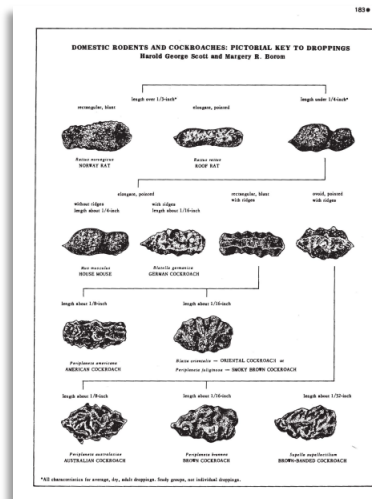 183●
DOMESTIC RODENTS AND COCKROACHES: PICTORIAL KEY TO DROPPINGS
Harold George Scott and Margery R. Borom
length over 1/3-inch* length under 1/4-inch*
rectangular, blunt elongate, pointed
Rattus norvegicus Rattus rattus
NORWAY RAT ROOF RAT
elongate, pointed rectangular, blunt ovoid, pointed
with ridges with ridges
without ridges with ridges
length about 1/4-inch length about 1/16-inch
Mus musculus Blatella germanica
HOUSE MOUSE GERMAN COCKROACH
length about 1/8-inch length about 1/16-inch
Periplaneta americana Blatta orientalis — ORIENTAL COCKROACH or
AMERICAN COCKROACH Periplaneta fuliginosa — SMOKY BROWN COCKROACH
length about 1/8-inch length about 1/16-inch length about 1/32-inch
Periplaneta australasiae Periplaneta brunnea Supella supellectilium
AUSTRALIAN COCKROACH BROWN COCKROACH BROWN-BANDED COCKROACH
*All characteristics for average, dry, adult droppings. Study groups, not individual droppings.